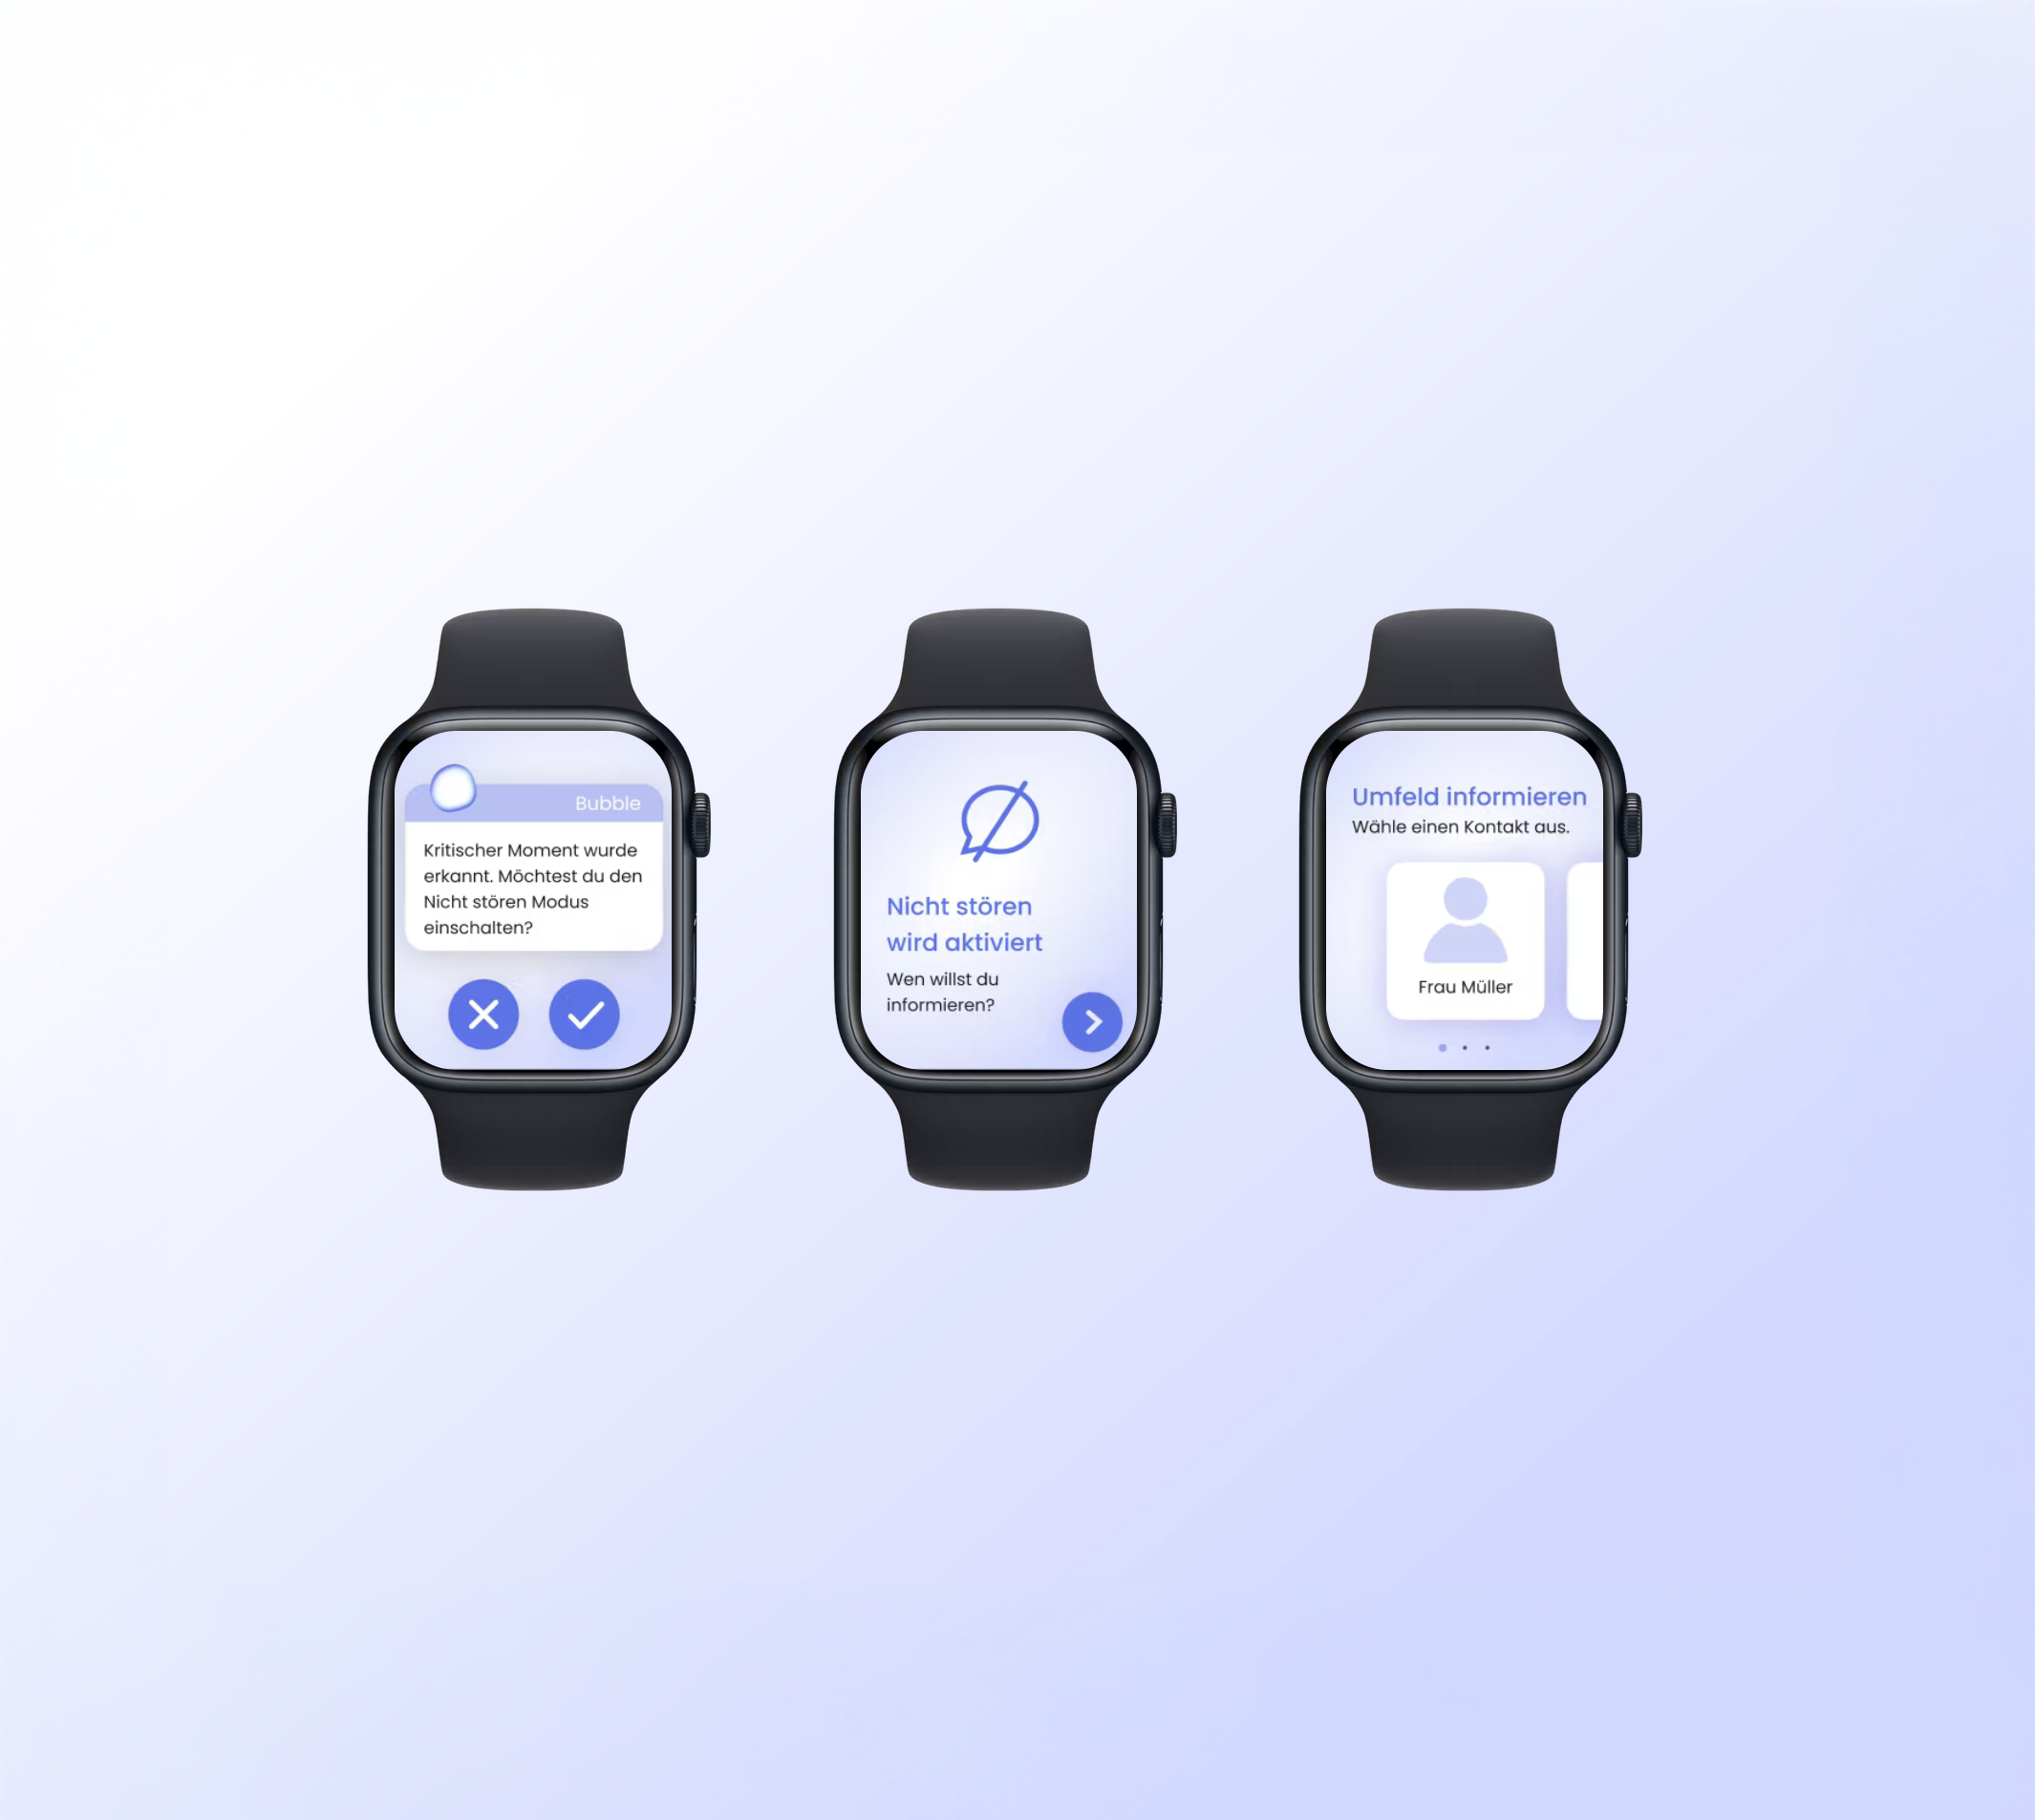 Bubble
Kritischer Moment wurde
erkannt. Möchtest du den
Nicht stören Modus
einschalten?
Nicht stören
wird aktiviert
Wen willst du
informieren?
Umfeld informieren
Wähle einen Kontakt aus.
Frau Müller